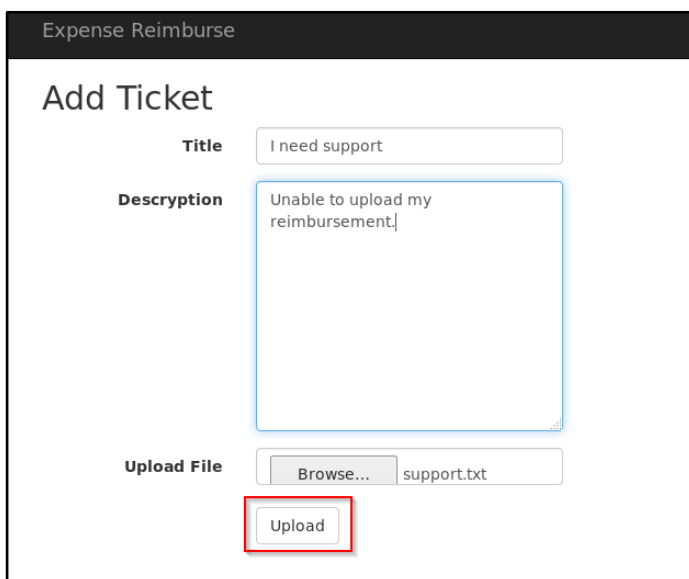 Expense Reimburse
Add Ticket
Title
I need support
Descryption
Unable to upload my
reimbursement.
Upload File
Browse...
support.txt
Upload